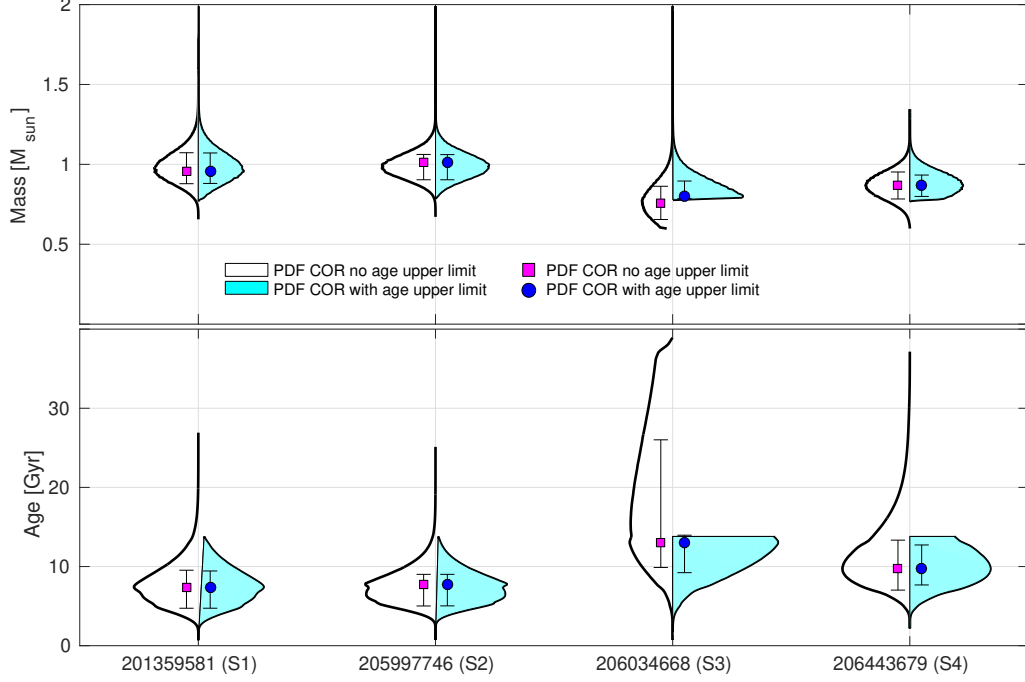 2
1.5
1
0.5
Mass [M sun]
PDF COR no age upper limit
PDF COR with age upper limit
PDF COR no age upper limit
PDF COR with age upper limit
30
20
10
0
Age [Gyr]
201359581 (S1)
205997746 (S2)
206034668 (S3)
206443679 (S4)